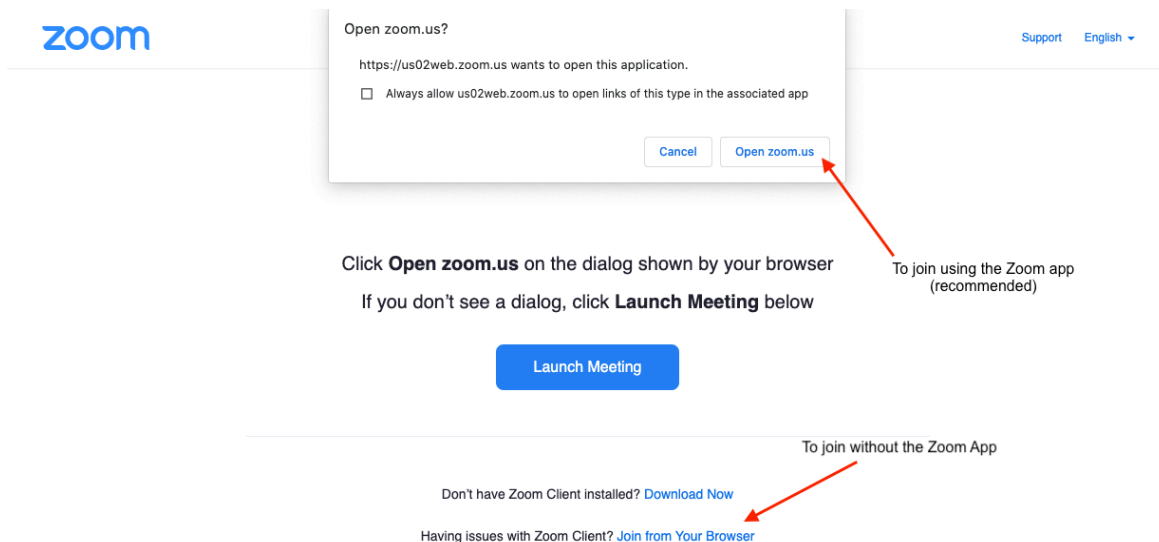 zoom
Support English
Open zoom.us?
https://us02web.zoom.us wants to open this application.
Always allow us02web.zoom.us to open links of this type in the associated app
Cancel Open zoom.us
Click Open zoom.us on the dialog shown by your browser
To join using the Zoom app
(recommended)
If you don't see a dialog, click Launch Meeting below
Launch Meeting
To join without the Zoom App
Don't have Zoom Client installed? Download Now
Having issues with Zoom Client? Join from Your Browser